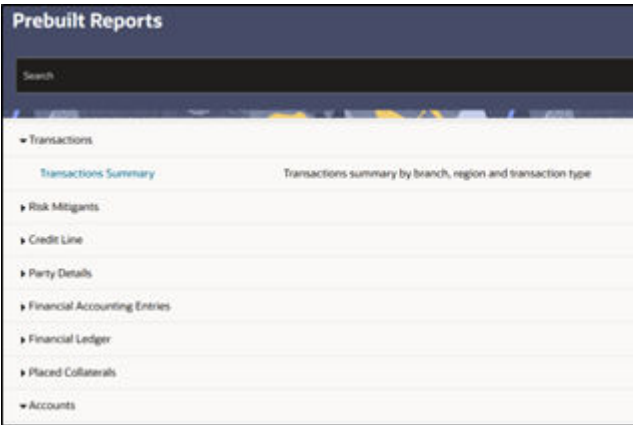 Prebuilt Reports
Search
Transactions
Transactions Summary Transactions summary by branch, region and transaction type
Risk Mitigants
Credit Line
Party Details
Financial Accounting Entries
Financial Ledger
Placed Collaterals
Accounts